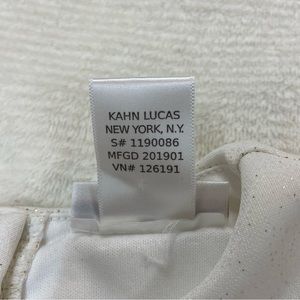 KAHN LUCAS
NEW YORK, N.Y.
S# 1190086
MFGD 201901
VN# 126191